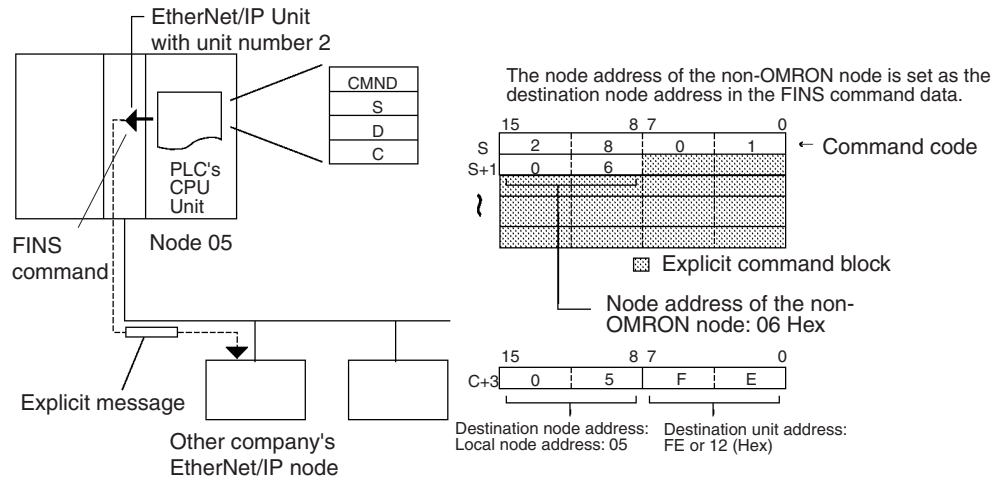 EtherNet/IP Unit
with unit number 2
CMND
S
D
C
PLC's
CPU
Unit
FINS
command
Node 05
Explicit message
Other company's
EtherNet/IP node
The node address of the non-OMRON node is set as the
destination node address in the FINS command data.
15 8 7 0
S 2 8 0 1 ← Command code
S+1 0 6
~
Explicit command block
Node address of the non-
OMRON node: 06 Hex
15 8 7 0
C+3 0 5 F E
Destination node address:
Local node address: 05
Destination unit address:
FE or 12 (Hex)